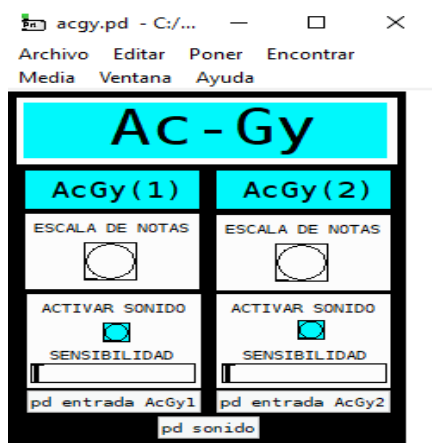 acgy.pd - C:/...
Archivo Editar Poner Encontrar
Media Ventana Ayuda
Ac-Gy
AcGy(1) AcGy(2)
ESCALA DE NOTAS ESCALA DE NOTAS
ACTIVAR SONIDO ACTIVAR SONIDO
SENSIBILIDAD SENSIBILIDAD
pd entrada AcGy1 pd entrada AcGy2
pd sonido